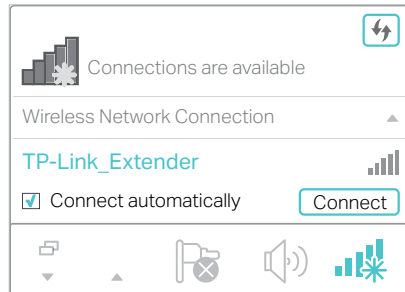 Connections are available
Wireless Network Connection
TP-Link_Extender
Connect automatically
Connect